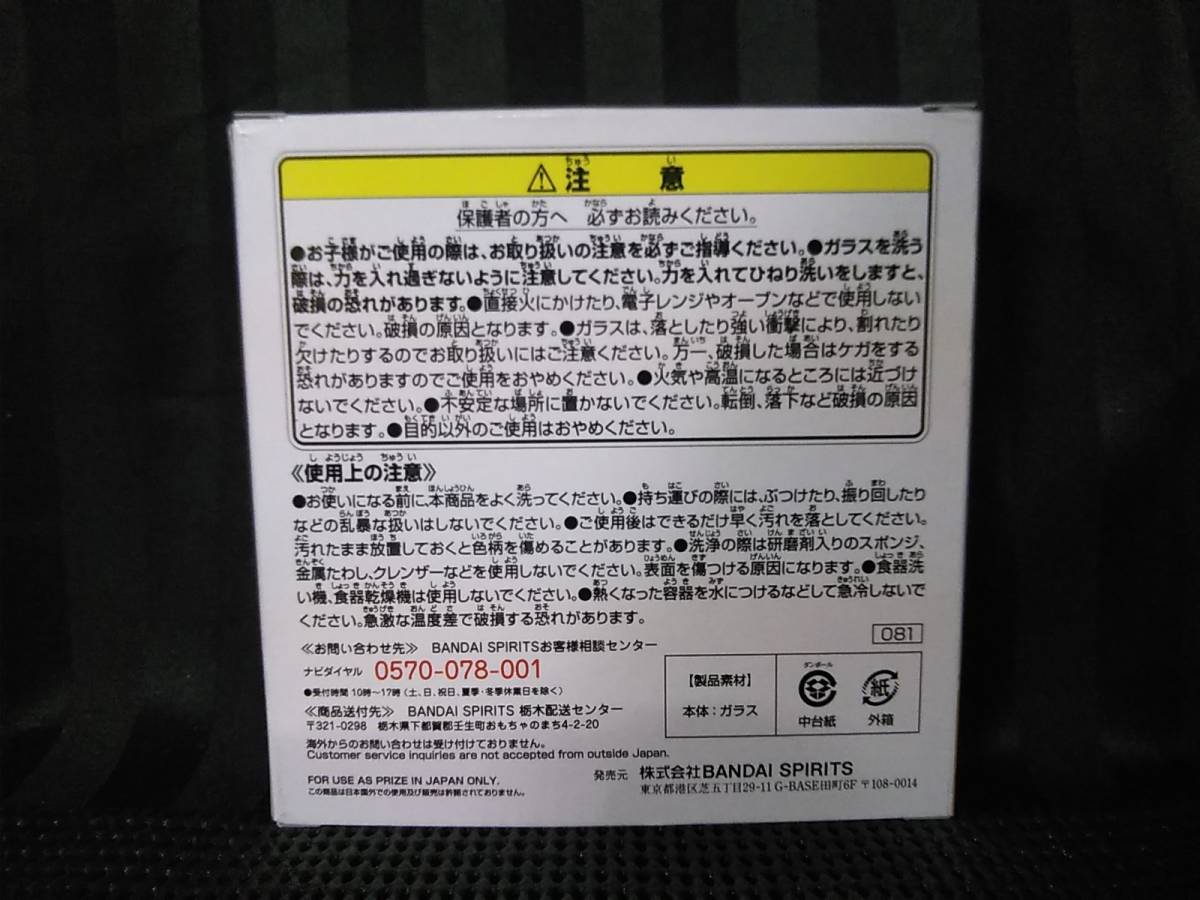 ⚠注 意
保護者の方へ 必ずお読みください。
●お子様がご使用の際は、お取り扱いの注意を必ずご指導ください。●ガラスを洗う
際は、力を入れ過ぎないように注意してください。力を入れてひねり洗いをしますと、
破損の恐れがあります。●直接火にかけたり、電子レンジやオーブンなどで使用しない
でください。破損の原因となります。●ガラスは、落としたり強い衝撃により、割れたり
欠けたりするのでお取り扱いにはご注意ください。万一、破損した場合はケガをする
恐れがありますのでご使用をおやめください。●火気や高温になるところには近づけ
ないでください。●不安定な場所に置かないでください。転倒、落下など破損の原因
となります。●目的以外のご使用はおやめください。
《使用上の注意》
●お使いになる前に、本商品をよく洗ってください。●持ち運びの際には、ぶつけたり、振り回したり
などの乱暴な扱いはしないでください。●ご使用後はできるだけ早く汚れを落としてください。
汚れたまま放置しておくと色柄を傷めることがあります。●洗浄の際は研磨剤入りのスポンジ、
金属たわし、クレンザーなどを使用しないでください。表面を傷つける原因になります。●食器洗
い機、食器乾燥機は使用しないでください。●熱くなった容器を水につけるなどして急冷しないで
ください。急激な温度差で破損する恐れがあります。
081
≪お問い合わせ先≫ BANDAI SPIRITSお客様相談センター
ナビダイヤル 0570-078-001
●受付時間 10時〜17時(土、日、祝日、夏季・冬季休業日を除く)
≪商品送付先≫ BANDAI SPIRITS 栃木配送センター
〒321-0298 栃木県下都賀郡壬生町おもちゃのまち4-2-20
海外からのお問い合わせは受け付けておりません。
Customer service inquiries are not accepted from outside Japan.
FOR USE AS PRIZE IN JAPAN ONLY.
この商品は日本国外での使用及び販売は許諾されておりません。
【製品素材】
本体:ガラス
ダンボール
中台紙
紙
外箱
発売元 株式会社BANDAI SPIRITS
東京都港区芝五丁目29-11 G-BASE田町6F 〒108-0014